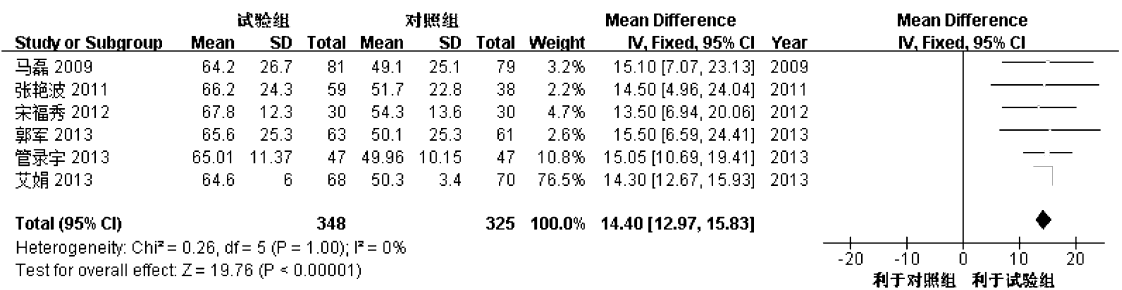 试验组 对照组 Mean Difference Mean Difference
Study or Subgroup Mean SD Total Mean SD Total Weight IV, Fixed, 95% CI Year IV, Fixed, 95% CI
马磊 2009 64.2 26.7 81 49.1 25.1 79 3.2% 15.10 [7.07, 23.13] 2009
张艳波 2011 66.2 24.3 59 51.7 22.8 38 2.2% 14.50 [4.96, 24.04] 2011
宋福秀 2012 67.8 12.3 30 54.3 13.6 30 4.7% 13.50 [6.94, 20.06] 2012
郭军 2013 65.6 25.3 63 50.1 25.3 61 2.6% 15.50 [6.59, 24.41] 2013
管录宇 2013 65.01 11.37 47 49.96 10.15 47 10.8% 15.05 [10.69, 19.41] 2013
艾娟 2013 64.6 6 68 50.3 3.4 70 76.5% 14.30 [12.67, 15.93] 2013
Total (95% CI) 348 325 100.0% 14.40 [12.97, 15.83]
Heterogeneity: Chi² = 0.26, df = 5 (P = 1.00); I² = 0%
Test for overall effect: Z = 19.76 (P < 0.00001)
-20 -10 0 10 20
利于对照组 利于试验组